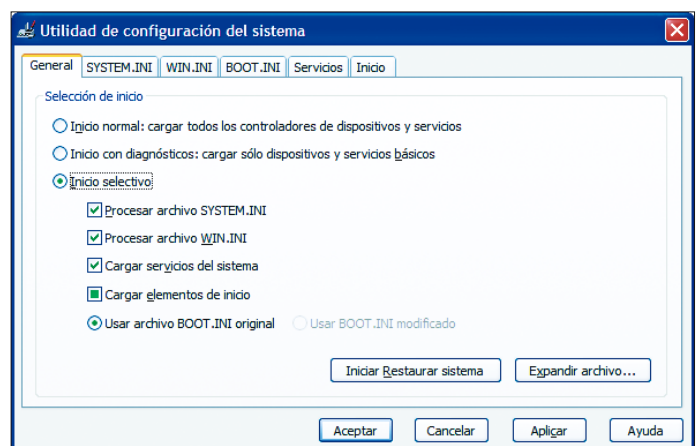 Utilidad de configuración del sistema
General SYSTEM.INI WIN.INI BOOT.INI Servicios Inicio
Selección de inicio
Inicio normal: cargar todos los controladores de dispositivos y servicios
Inicio con diagnósticos: cargar sólo dispositivos y servicios básicos
Inicio selectivo
Procesar archivo SYSTEM.INI
Procesar archivo WIN.INI
Cargar servicios del sistema
Cargar elementos de inicio
Usar archivo BOOT.INI original Usar BOOT.INI modificado
Iniciar Restaurar sistema Expandir archivo...
Aceptar Cancelar Aplicar Ayuda